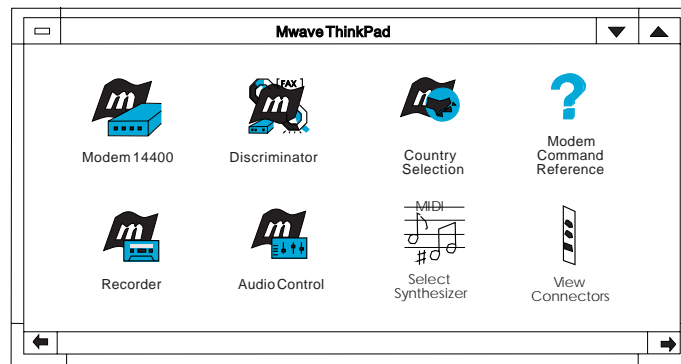 Mwave ThinkPad
m
[FAX]
m
m
?
Modem 14400
Discriminator
Country
Selection
Modem
Command
Reference
m
m
MIDI
#
Recorder
Audio Control
Select
Synthesizer
View
Connectors